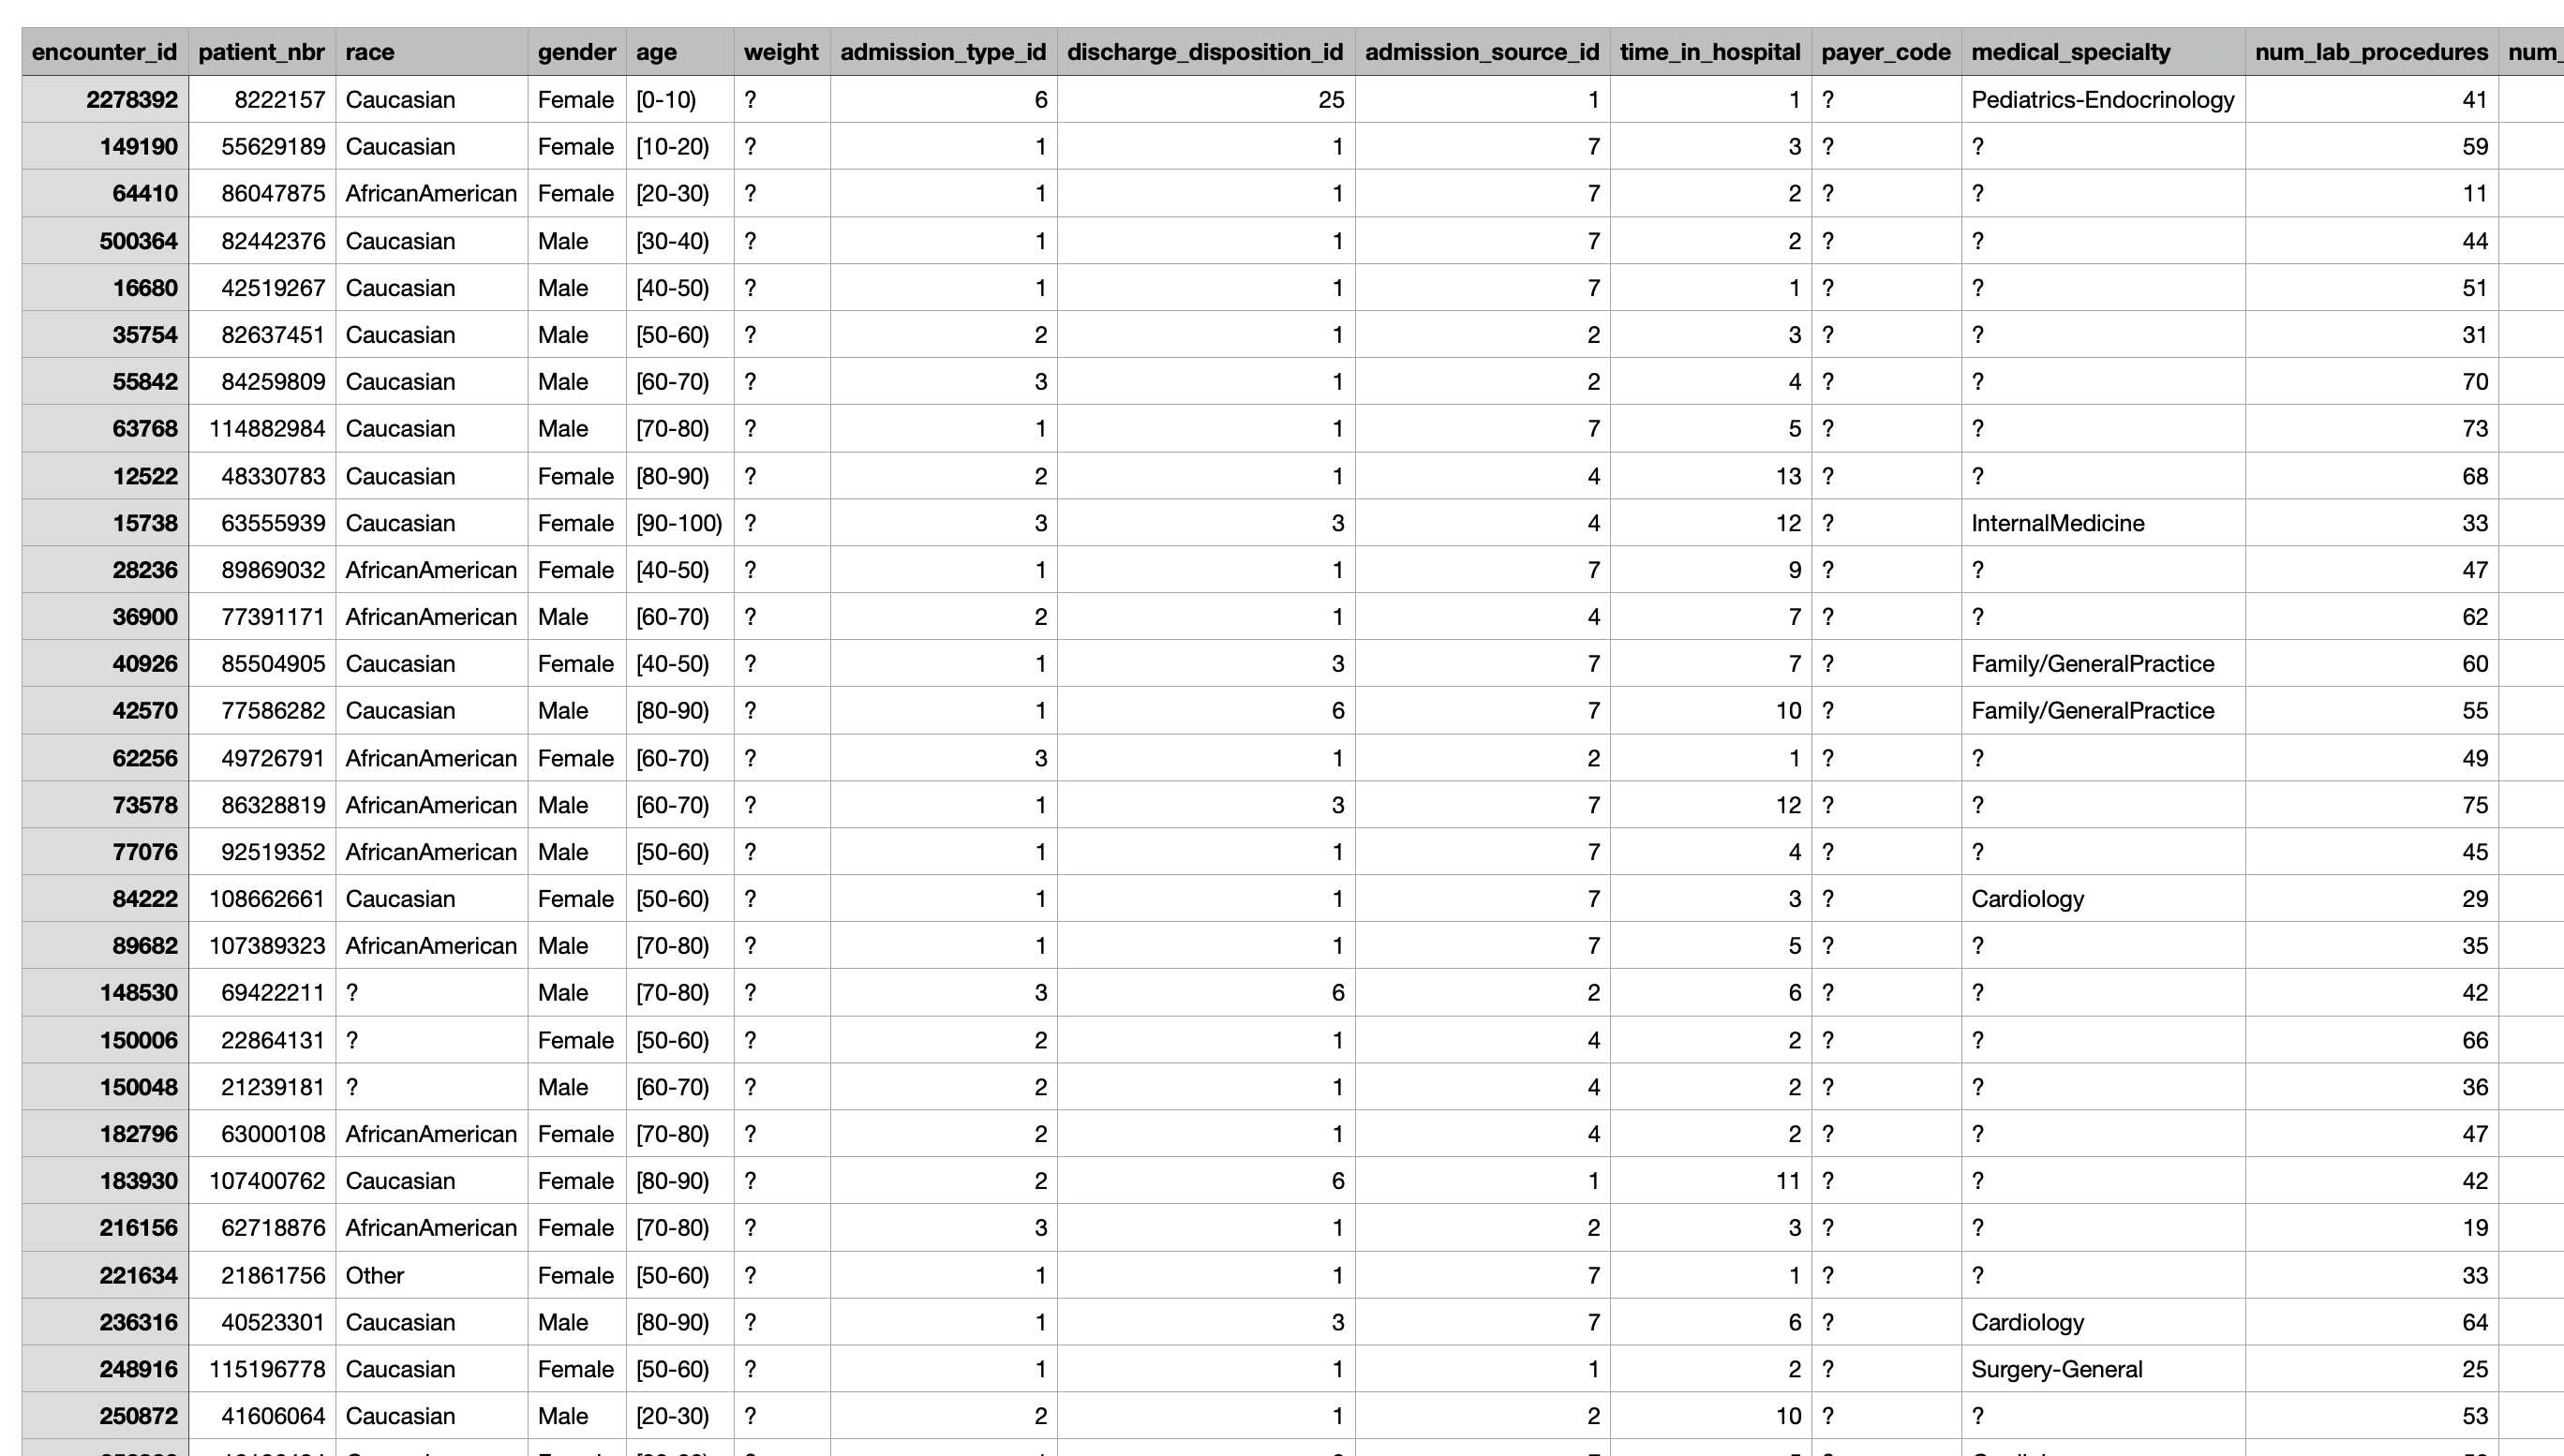 encounter_id patient_nbr race gender age weight admission_type_id discharge_disposition_id admission_source_id time_in_hospital payer_code medical_specialty num_lab_procedures num_
2278392 8222157 Caucasian Female [0-10) ? 6 25 1 1 ? Pediatrics-Endocrinology 41
149190 55629189 Caucasian Female [10-20) ? 1 1 7 3 ? ? 59
64410 86047875 AfricanAmerican Female [20-30) ? 1 1 7 2 ? ? 11
500364 82442376 Caucasian Male [30-40) ? 1 1 7 2 ? ? 44
16680 42519267 Caucasian Male [40-50) ? 1 1 7 1 ? ? 51
35754 82637451 Caucasian Male [50-60) ? 2 1 2 3 ? ? 31
55842 84259809 Caucasian Male [60-70) ? 3 1 2 4 ? ? 70
63768 114882984 Caucasian Male [70-80) ? 1 1 7 5 ? ? 73
12522 48330783 Caucasian Female [80-90) ? 2 1 4 13 ? ? 68
15738 63555939 Caucasian Female [90-100) ? 3 3 4 12 ? InternalMedicine 33
28236 89869032 AfricanAmerican Female [40-50) ? 1 1 7 9 ? ? 47
36900 77391171 AfricanAmerican Male [60-70) ? 2 1 4 7 ? ? 62
40926 85504905 Caucasian Female [40-50) ? 1 3 7 7 ? Family/GeneralPractice 60
42570 77586282 Caucasian Male [80-90) ? 1 6 7 10 ? Family/GeneralPractice 55
62256 49726791 AfricanAmerican Female [60-70) ? 3 1 2 1 ? ? 49
73578 86328819 AfricanAmerican Male [60-70) ? 1 3 7 12 ? ? 75
77076 92519352 AfricanAmerican Male [50-60) ? 1 1 7 4 ? ? 45
84222 108662661 Caucasian Female [50-60) ? 1 1 7 3 ? Cardiology 29
89682 107389323 AfricanAmerican Male [70-80) ? 1 1 7 5 ? ? 35
148530 69422211 ? Male [70-80) ? 3 6 2 6 ? ? 42
150006 22864131 ? Female [50-60) ? 2 1 4 2 ? ? 66
150048 21239181 ? Male [60-70) ? 2 1 4 2 ? ? 36
182796 63000108 AfricanAmerican Female [70-80) ? 2 1 4 2 ? ? 47
183930 107400762 Caucasian Female [80-90) ? 2 6 1 11 ? ? 42
216156 62718876 AfricanAmerican Female [70-80) ? 3 1 2 3 ? ? 19
221634 21861756 Other Female [50-60) ? 1 1 7 1 ? ? 33
236316 40523301 Caucasian Male [80-90) ? 1 3 7 6 ? Cardiology 64
248916 115196778 Caucasian Female [50-60) ? 1 1 1 2 ? Surgery-General 25
250872 41606064 Caucasian Male [20-30) ? 2 1 2 10 ? ? 53